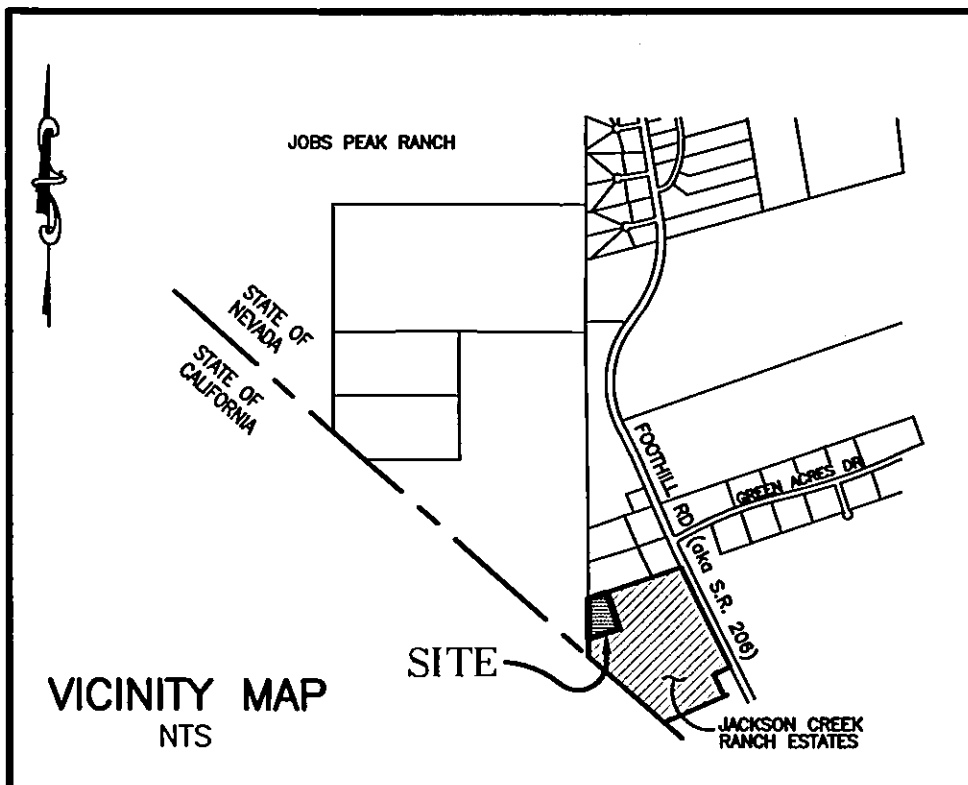 JOBS PEAK RANCH
STATE OF
NEVADA
STATE OF
CALIFORNIA
FOOTHILL RD (aka S.R. 206)
GREEN ACRES DR
SITE
VICINITY MAP
NTS
JACKSON CREEK
RANCH ESTATES